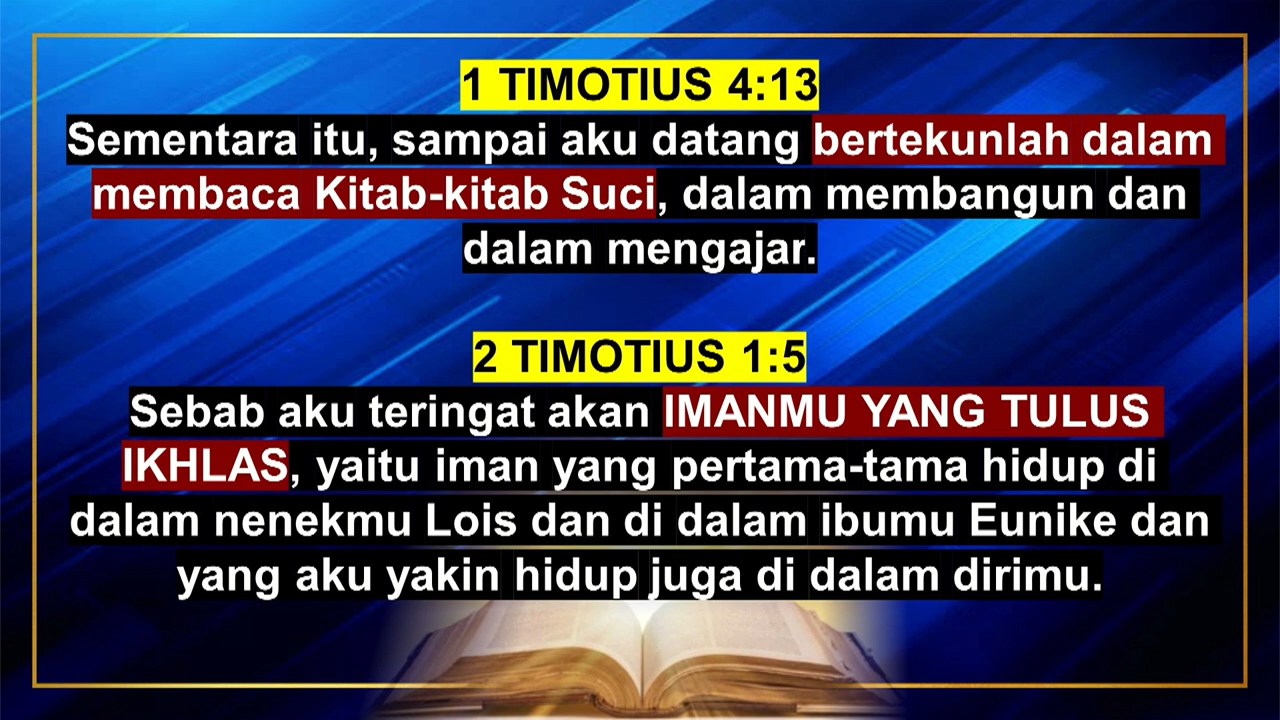 1 TIMOTIUS 4:13
Sementara itu, sampai aku datang bertekunlah dalam
membaca Kitab-kitab Suci, dalam membangun dan
dalam mengajar.
2 TIMOTIUS 1:5
Sebab aku teringat akan IMANMU YANG TULUS
IKHLAS, yaitu iman yang pertama-tama hidup di
dalam nenekmu Lois dan di dalam ibumu Eunike dan
yang aku yakin hidup juga di dalam dirimu.